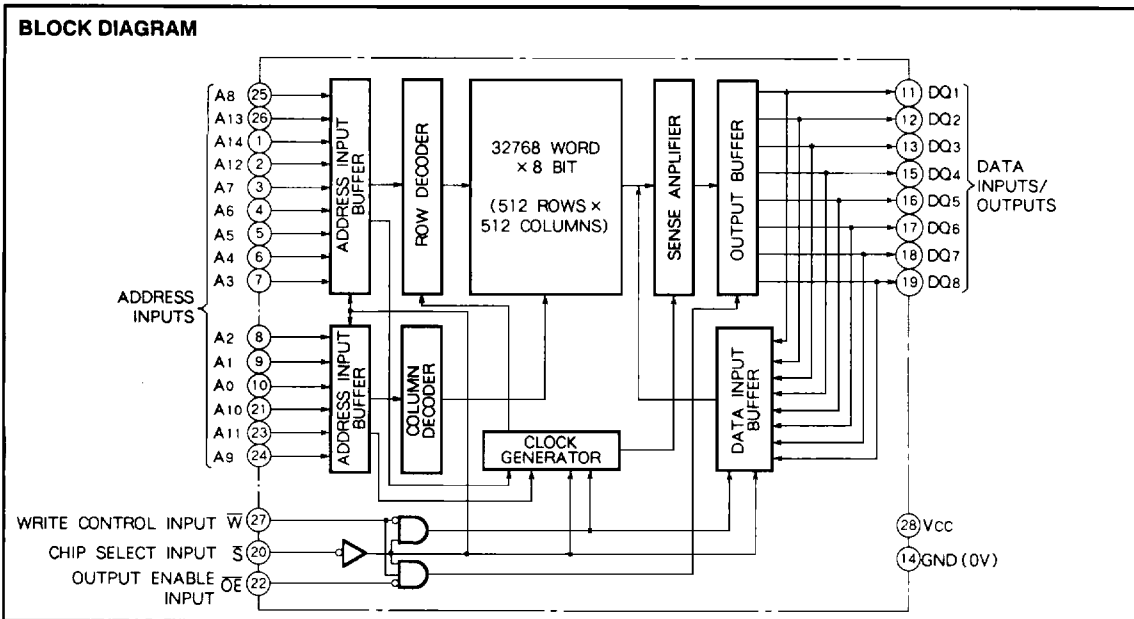 BLOCK DIAGRAM
A8 25
A13 26
A14 1
A12 2
A7 3
A6 4
A5 5
A4 6
A3 7
ADDRESS
INPUTS
A2 8
A1 9
A0 10
A10 21
A11 23
A9 24
ADDRESS INPUT
BUFFER
ROW DECODER
32768 WORD
× 8 BIT
(512 ROWS ×
512 COLUMNS)
SENSE ANPLIFIER
OUTPUT BUFFER
11 DQ1
12 DQ2
13 DQ3
15 DQ4
16 DQ5
17 DQ6
18 DQ7
19 DQ8
DATA
INPUTS/
OUTPUTS
ADDRESS INPUT
BUFFER
COLUMN
DECODER
CLOCK
GENERATOR
DATA INPUT
BUFFER
WRITE CONTROL INPUT W̅ 27
CHIP SELECT INPUT S̅ 20
OUTPUT ENABLE
INPUT
O̅E̅ 22
28 VCC
14 GND (0V)